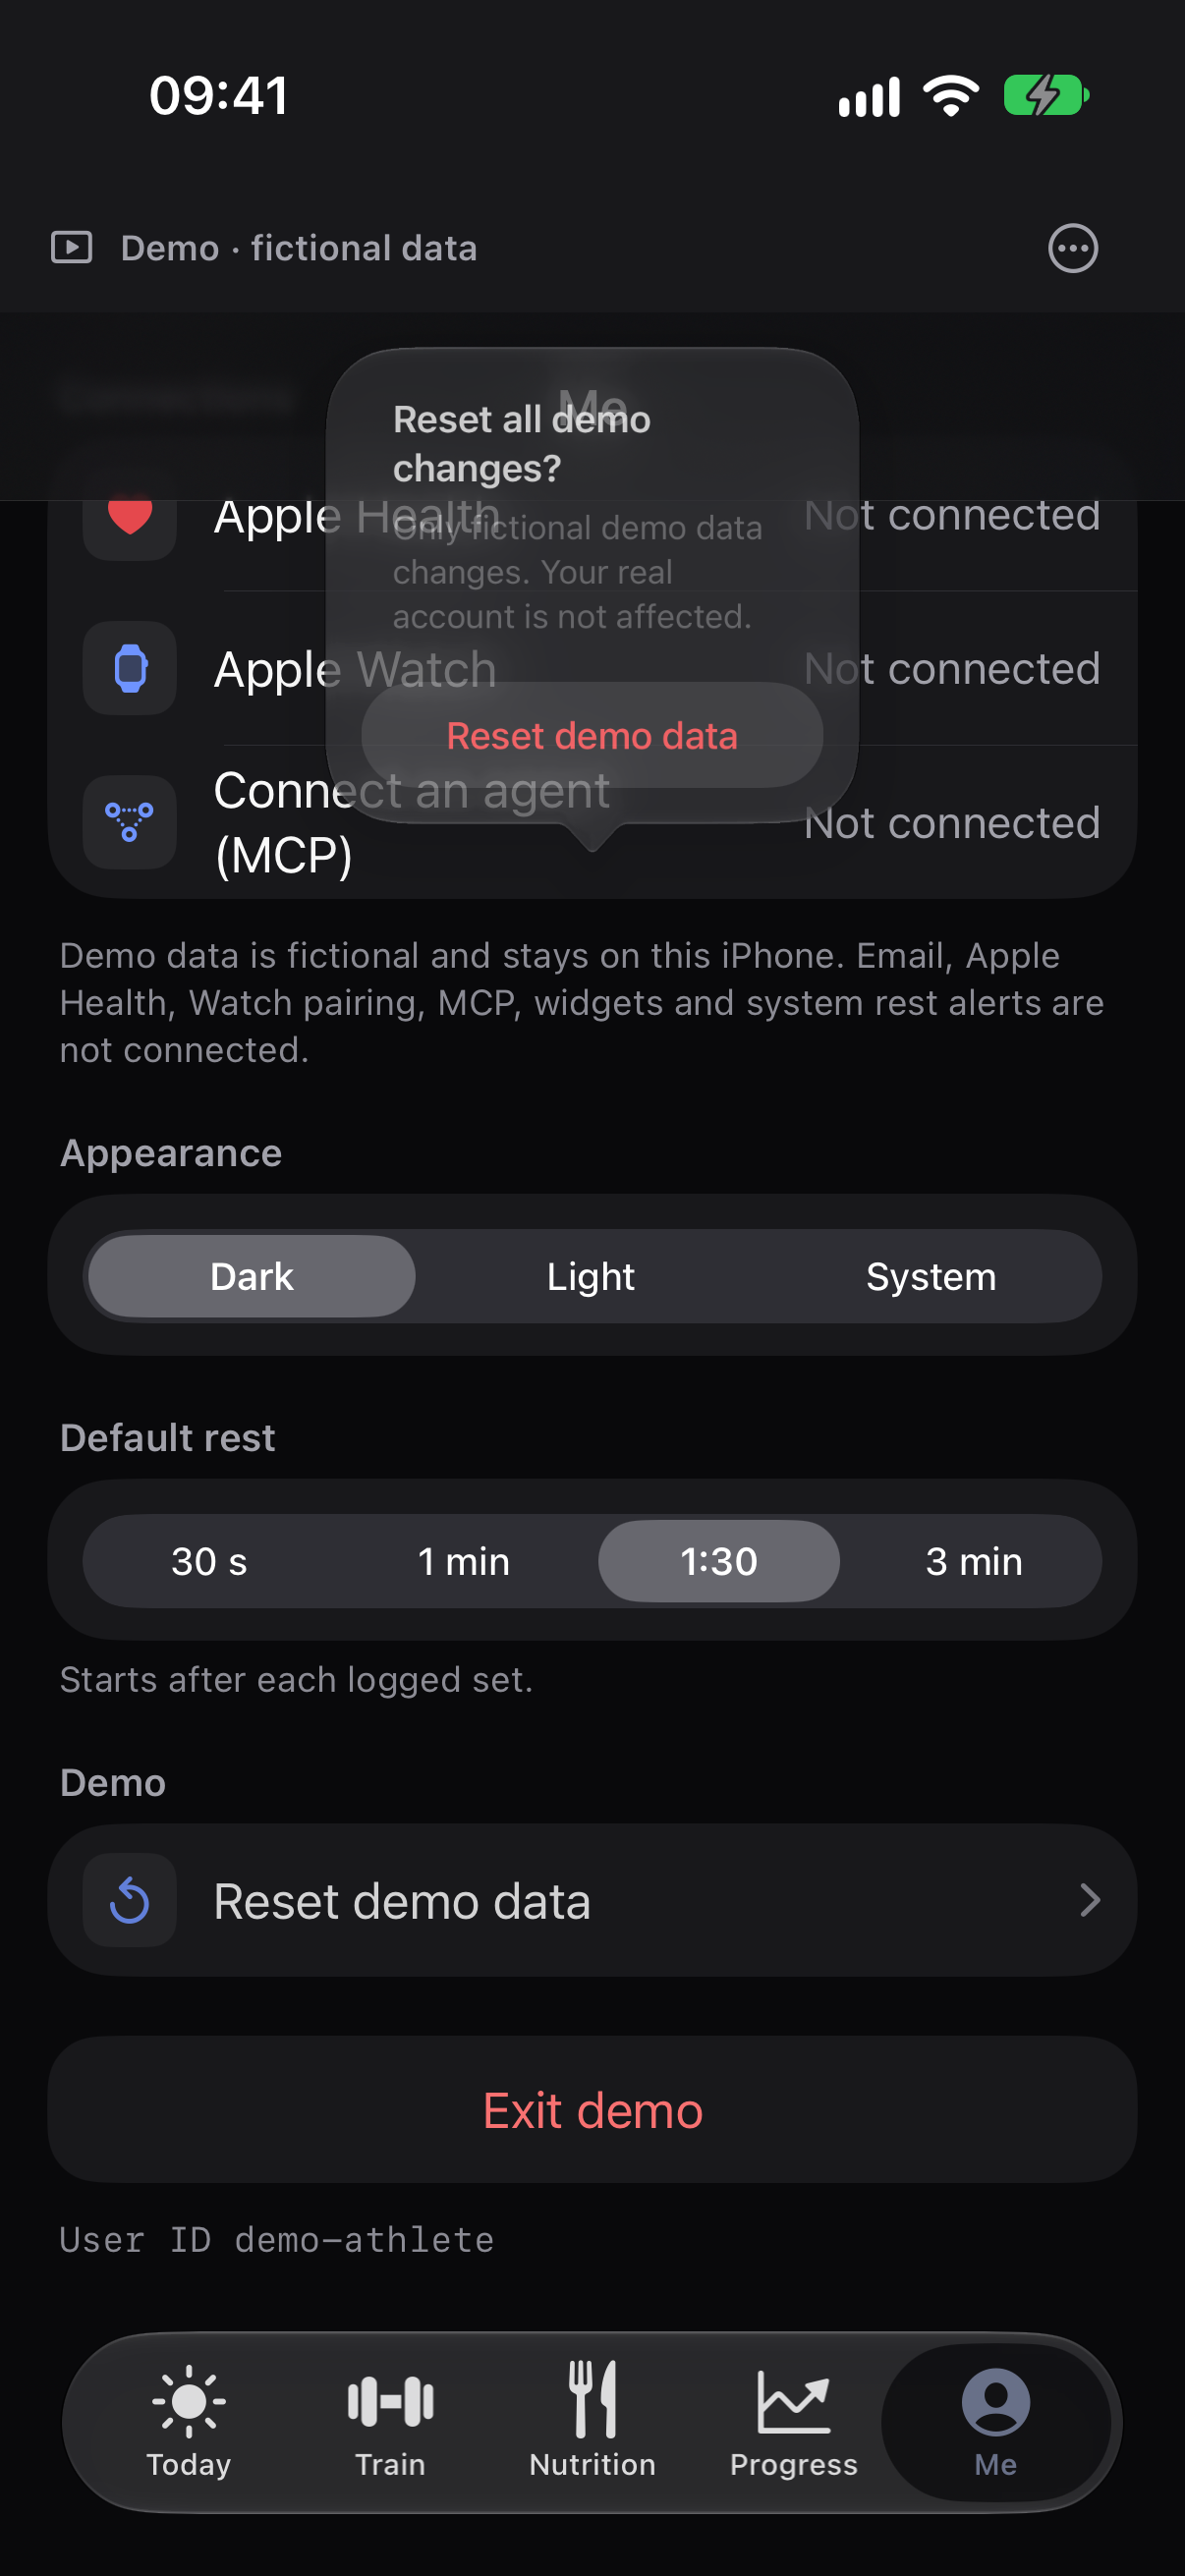 09:41
Demo · fictional data
Connections
Me
Reset all demo
changes?
Only fictional demo data
changes. Your real
account is not affected.
Reset demo data
Apple Health
Not connected
Apple Watch
Not connected
Connect an agent
(MCP)
Not connected
Demo data is fictional and stays on this iPhone. Email, Apple
Health, Watch pairing, MCP, widgets and system rest alerts are
not connected.
Appearance
Dark
Light
System
Default rest
30 s
1 min
1:30
3 min
Starts after each logged set.
Demo
Reset demo data
Exit demo
User ID demo-athlete
Today
Train
Nutrition
Progress
Me